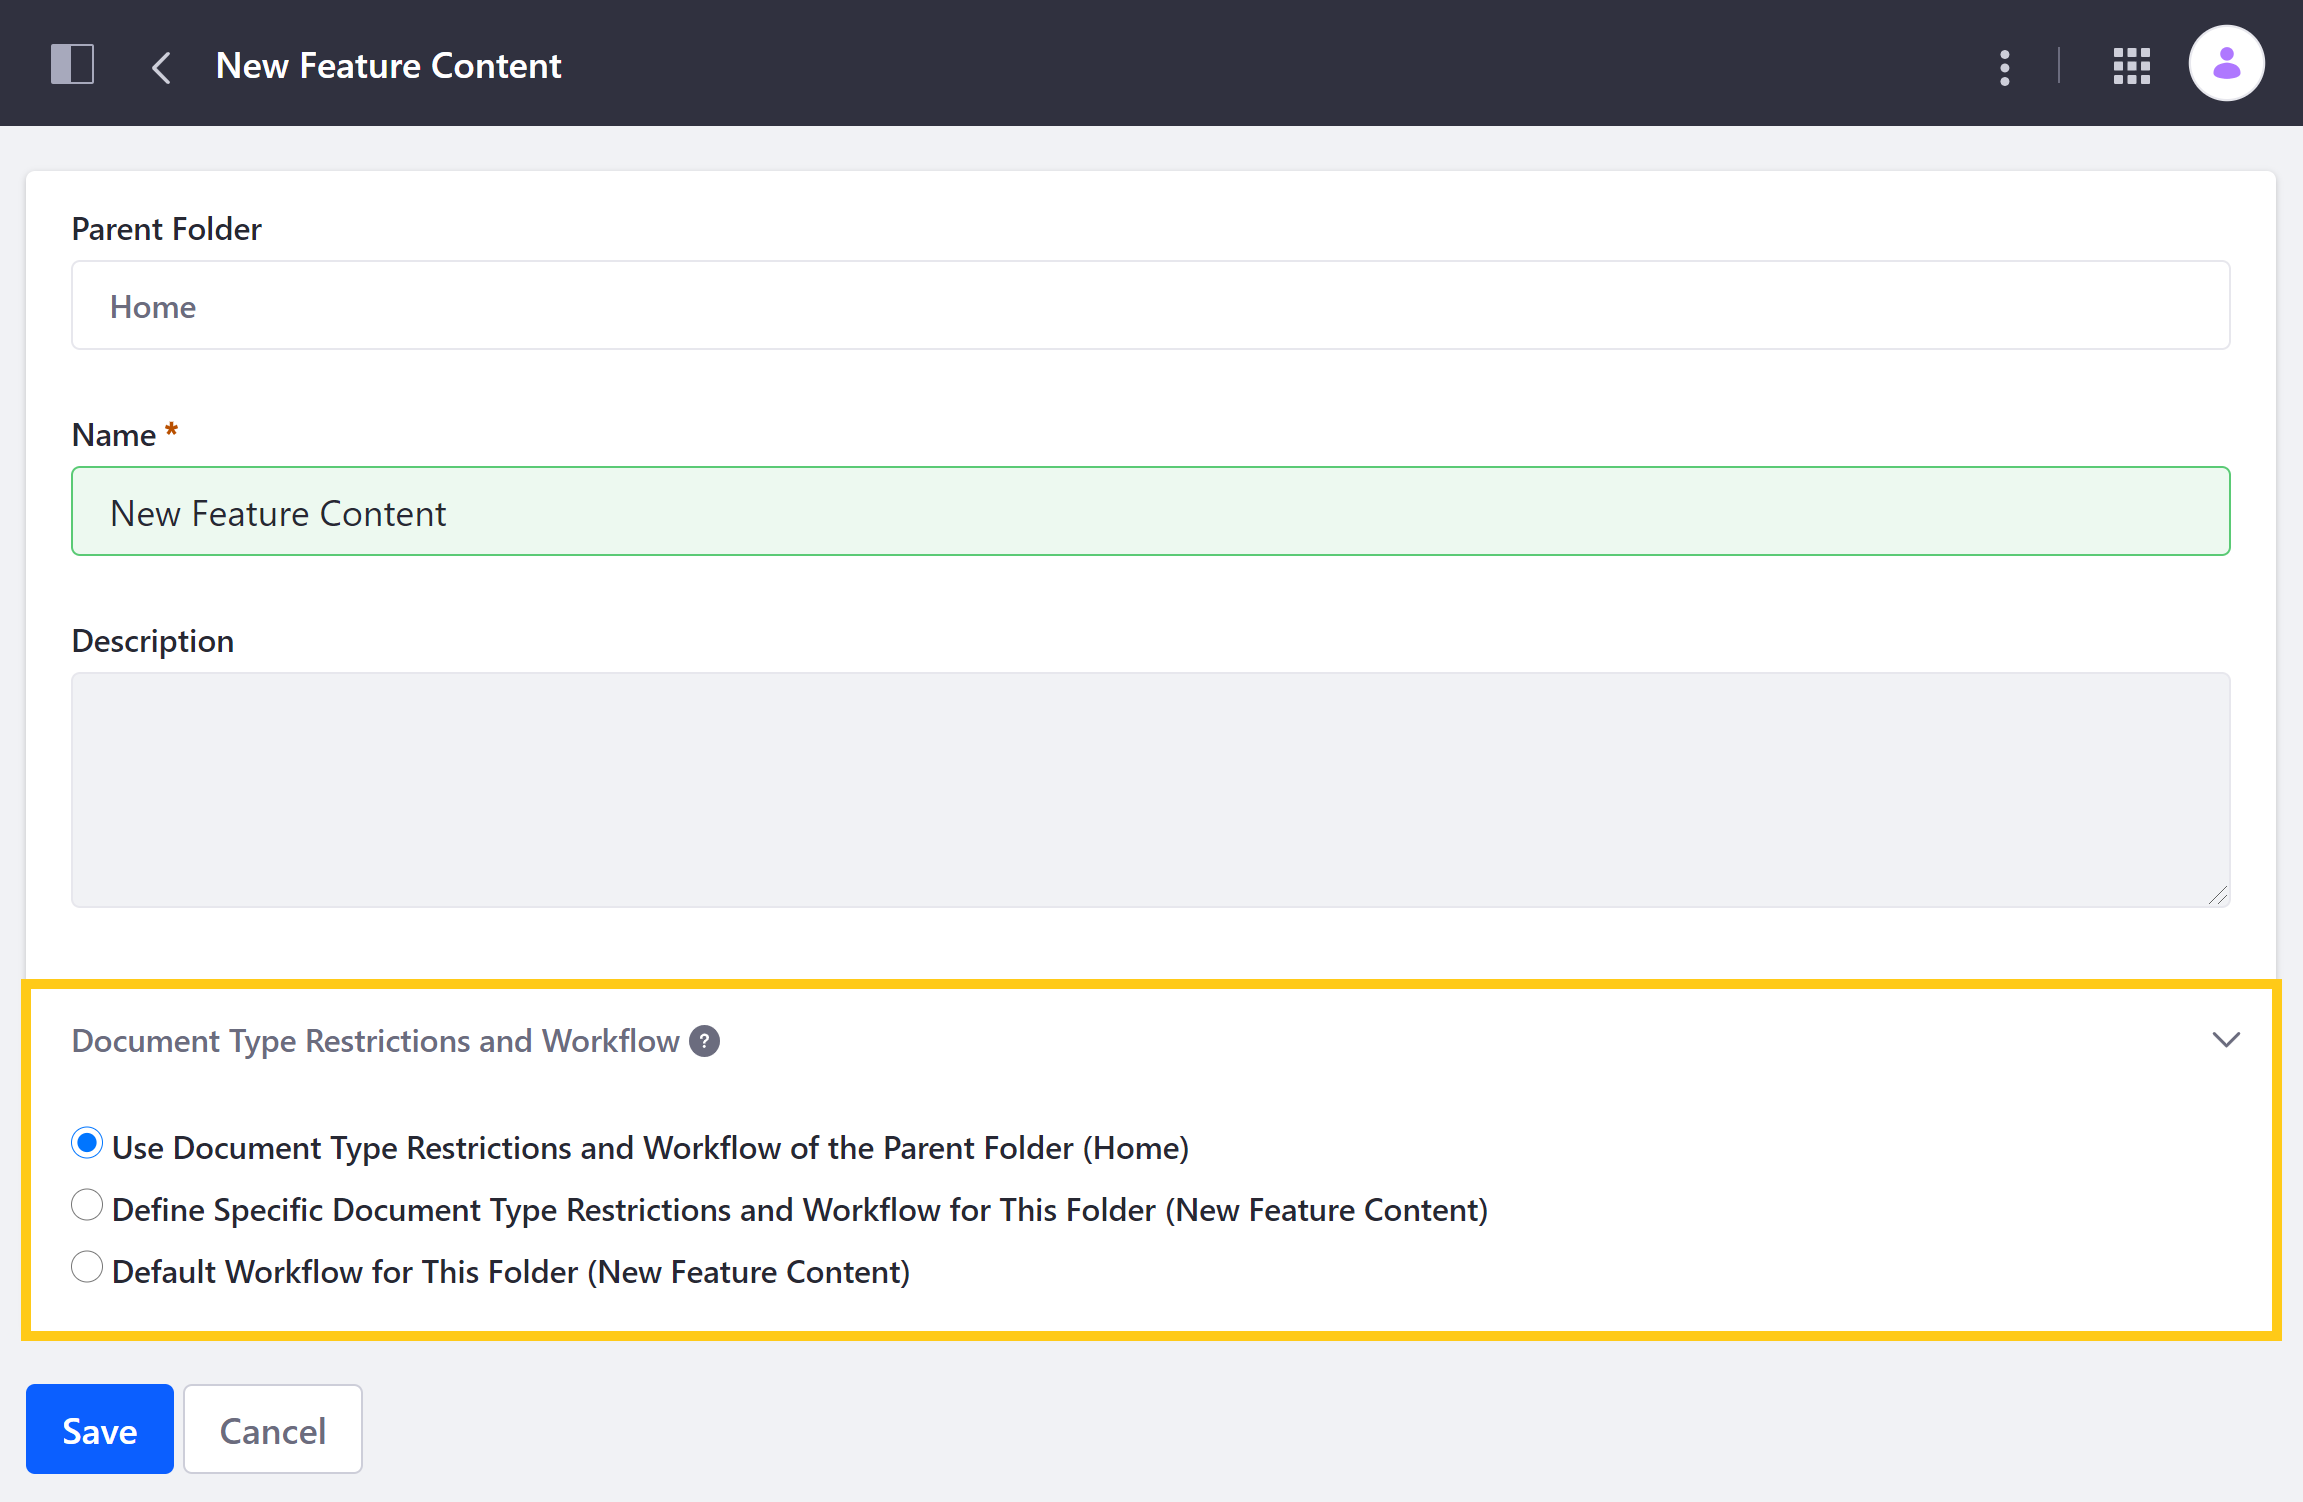 New Feature Content
Parent Folder
Home
Name *
New Feature Content
Description
Document Type Restrictions and Workflow ?
Use Document Type Restrictions and Workflow of the Parent Folder (Home)
Define Specific Document Type Restrictions and Workflow for This Folder (New Feature Content)
Default Workflow for This Folder (New Feature Content)
Save Cancel